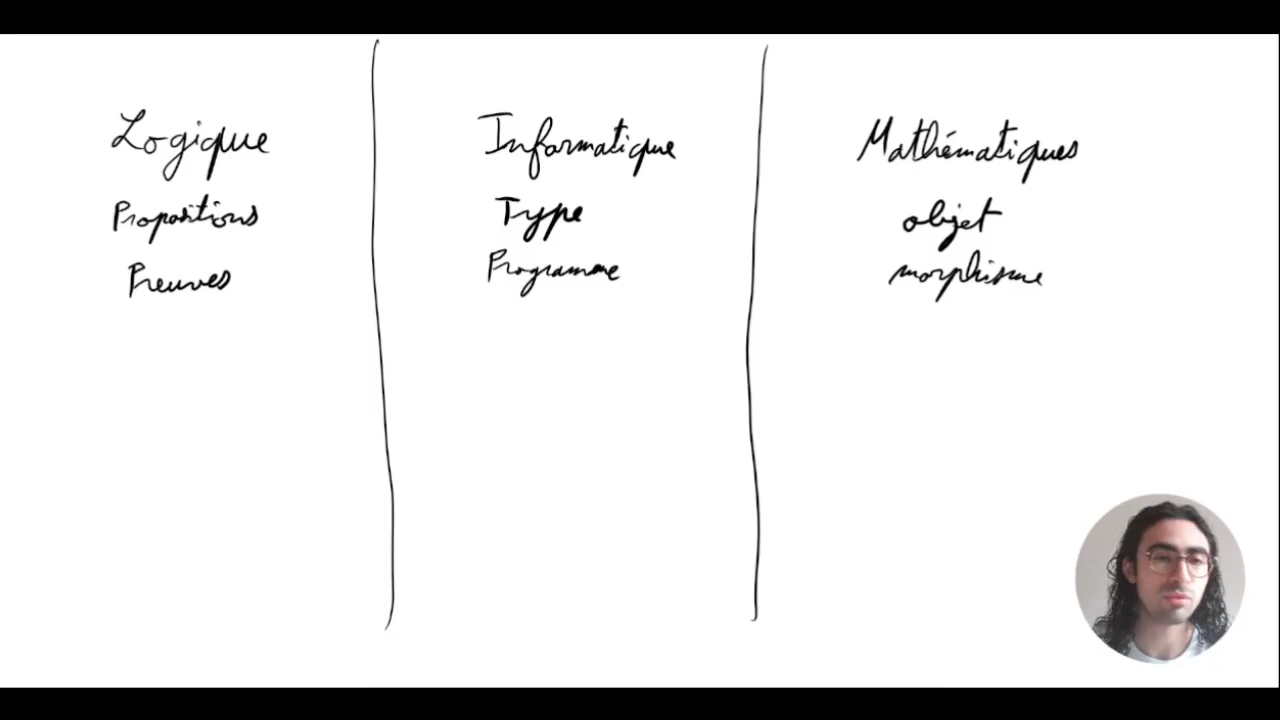 Logique
Propositions
Preuves
Informatique
Type
Programme
Mathématiques
objet
morphisme